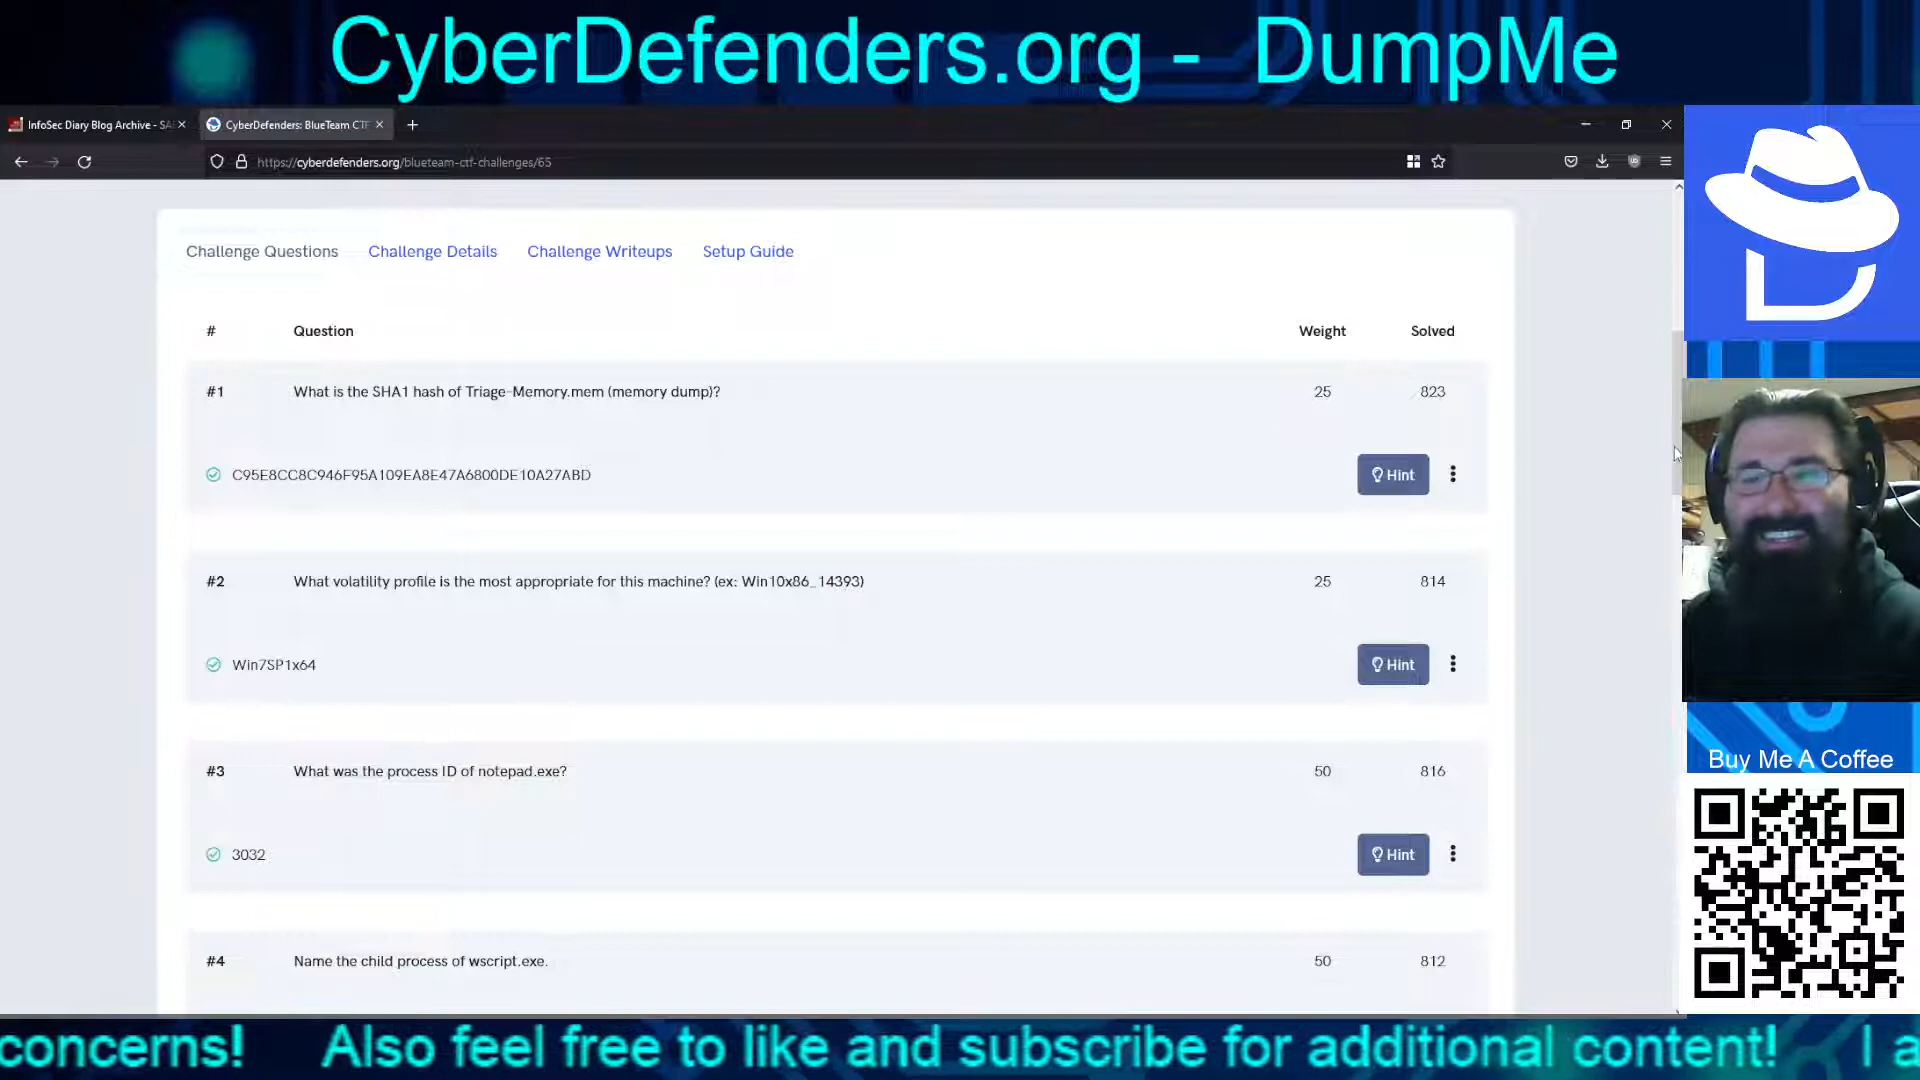 CyberDefenders.org - DumpMe
InfoSec Diary Blog Archive - SA
CyberDefenders: BlueTeam CTF
https://cyberdefenders.org/blueteam-ctf-challenges/65
Challenge Questions Challenge Details Challenge Writeups Setup Guide
# Question Weight Solved
#1 What is the SHA1 hash of Triage-Memory.mem (memory dump)? 25 823
C95E8CC8C946F95A109EA8E47A6800DE10A27ABD Hint
#2 What volatility profile is the most appropriate for this machine? (ex: Win10x86_14393) 25 814
Win7SP1x64 Hint
#3 What was the process ID of notepad.exe? 50 816
3032 Hint
#4 Name the child process of wscript.exe. 50 812
Buy Me A Coffee
concerns! Also feel free to like and subscribe for additional content! I a